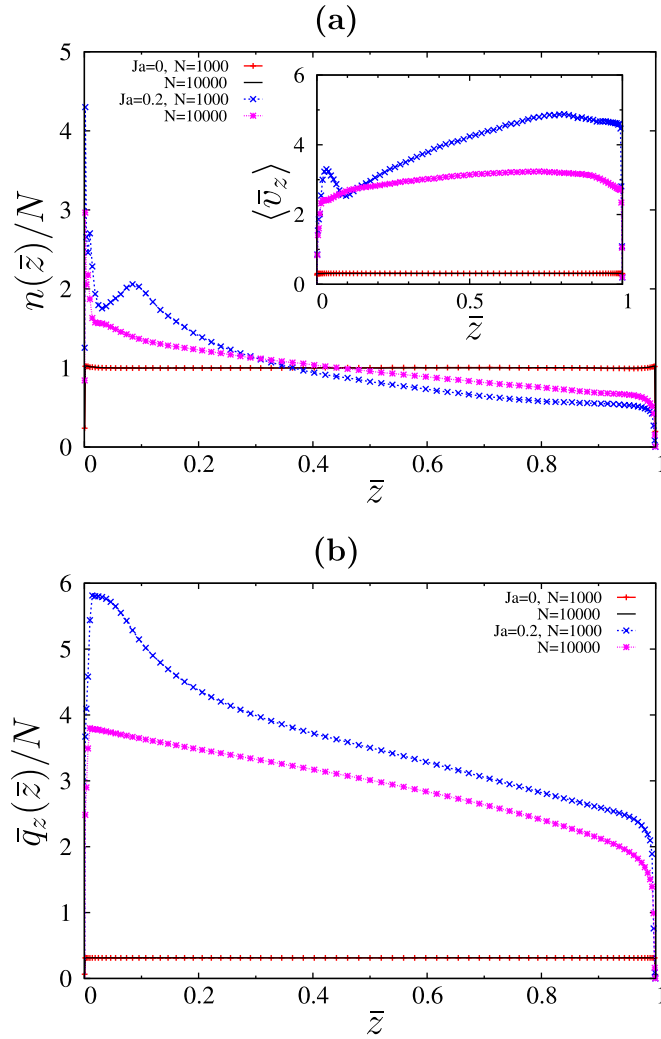 (a)
5
4
3
2
1
0
n(z̄)/N
Ja=0, N=1000
N=10000
Ja=0.2, N=1000
N=10000
6
4
2
0
⟨v̄z⟩
0 0.5 1
z̄
0 0.2 0.4 0.6 0.8 1
z̄
(b)
6
5
4
3
2
1
0
q̄z(z̄)/N
Ja=0, N=1000
N=10000
Ja=0.2, N=1000
N=10000
0 0.2 0.4 0.6 0.8 1
z̄